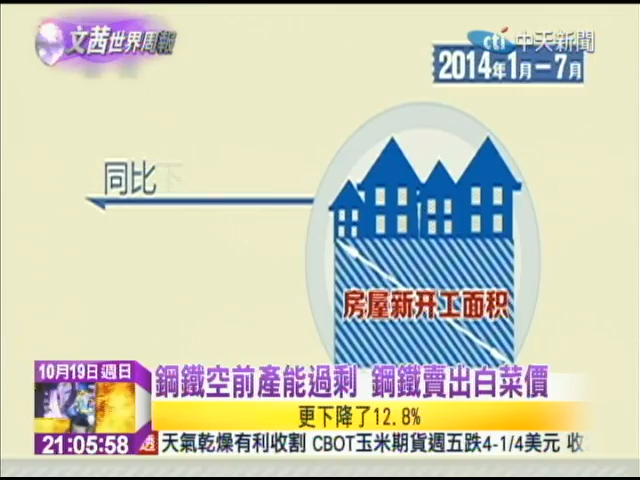 文茜世界周報
cti 中天新聞
2014年1月-7月
同比下
房屋新开工面积
10月19日週日
鋼鐵空前產能過剩 鋼鐵賣出白菜價
更下降了12.8%
21:05:58
天氣乾燥有利收割 CBOT玉米期貨週五跌4-1/4美元 收